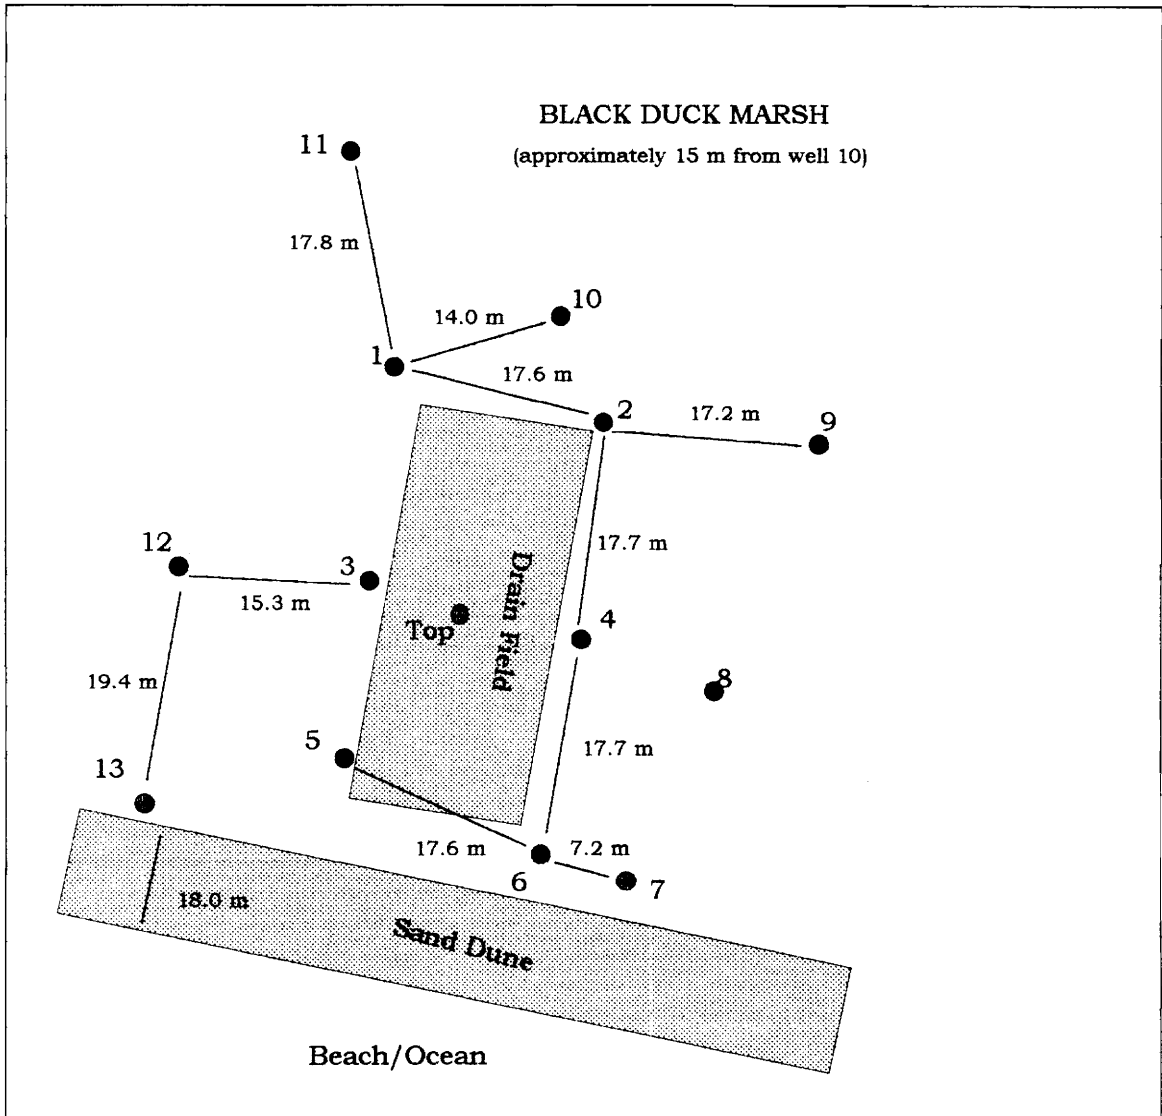 BLACK DUCK MARSH
(approximately 15 m from well 10)
11
17.8 m
10
14.0 m
1
17.6 m
2
17.2 m
9
12
3
17.7 m
15.3 m
Drain Field
Top
4
19.4 m
8
5
17.7 m
13
17.6 m
7.2 m
6
7
18.0 m
Sand Dune
Beach/Ocean